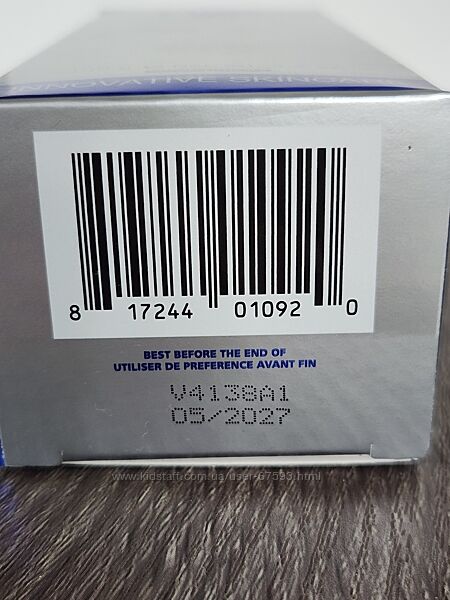 INNOVATIVE SKINCARE
8 17244 01092 0
BEST BEFORE THE END OF
UTILISER DE PREFERENCE AVANT FIN
V4138A1
05/2027
www.kidstaff.com.ua/user-67593.html